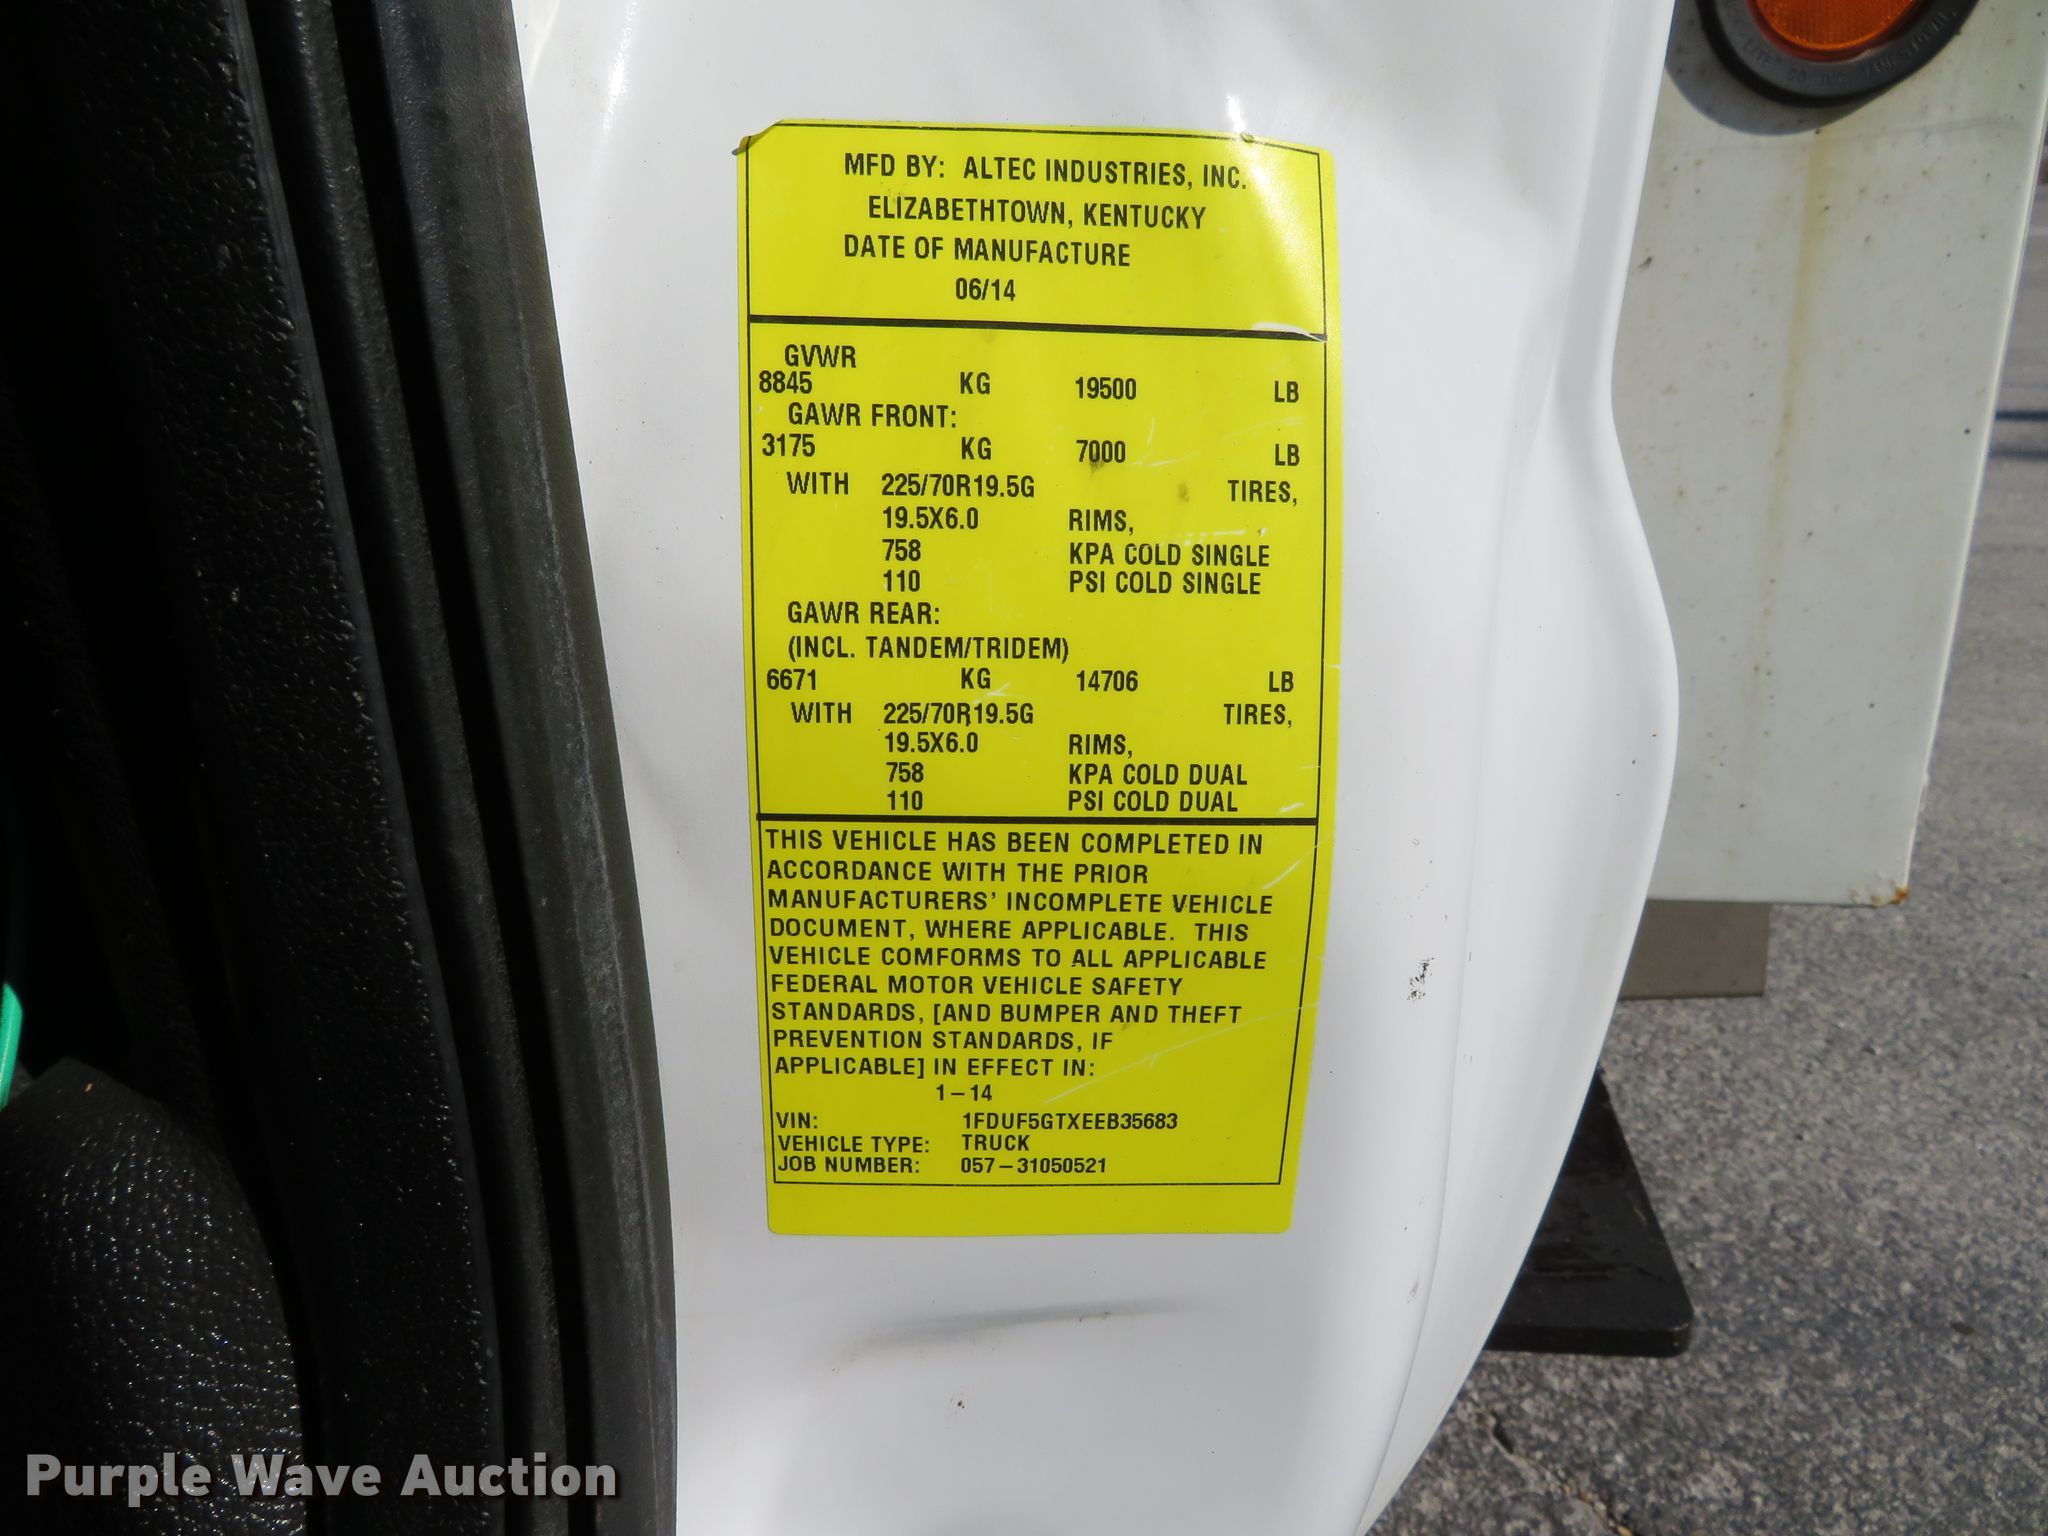 MFD BY: ALTEC INDUSTRIES, INC.
ELIZABETHTOWN, KENTUCKY
DATE OF MANUFACTURE
06/14
GVWR
8845 KG 19500 LB
GAWR FRONT:
3175 KG 7000 LB
WITH 225/70R19.5G TIRES,
19.5X6.0 RIMS,
758 KPA COLD SINGLE
110 PSI COLD SINGLE
GAWR REAR:
(INCL. TANDEM/TRIDEM)
6671 KG 14706 LB
WITH 225/70R19.5G TIRES,
19.5X6.0 RIMS,
758 KPA COLD DUAL
110 PSI COLD DUAL
THIS VEHICLE HAS BEEN COMPLETED IN
ACCORDANCE WITH THE PRIOR
MANUFACTURERS' INCOMPLETE VEHICLE
DOCUMENT, WHERE APPLICABLE. THIS
VEHICLE COMFORMS TO ALL APPLICABLE
FEDERAL MOTOR VEHICLE SAFETY
STANDARDS, [AND BUMPER AND THEFT
PREVENTION STANDARDS, IF
APPLICABLE] IN EFFECT IN:
1-14
VIN: 1FDUF5GTXEEB35683
VEHICLE TYPE: TRUCK
JOB NUMBER: 057-31050521
Purple Wave Auction